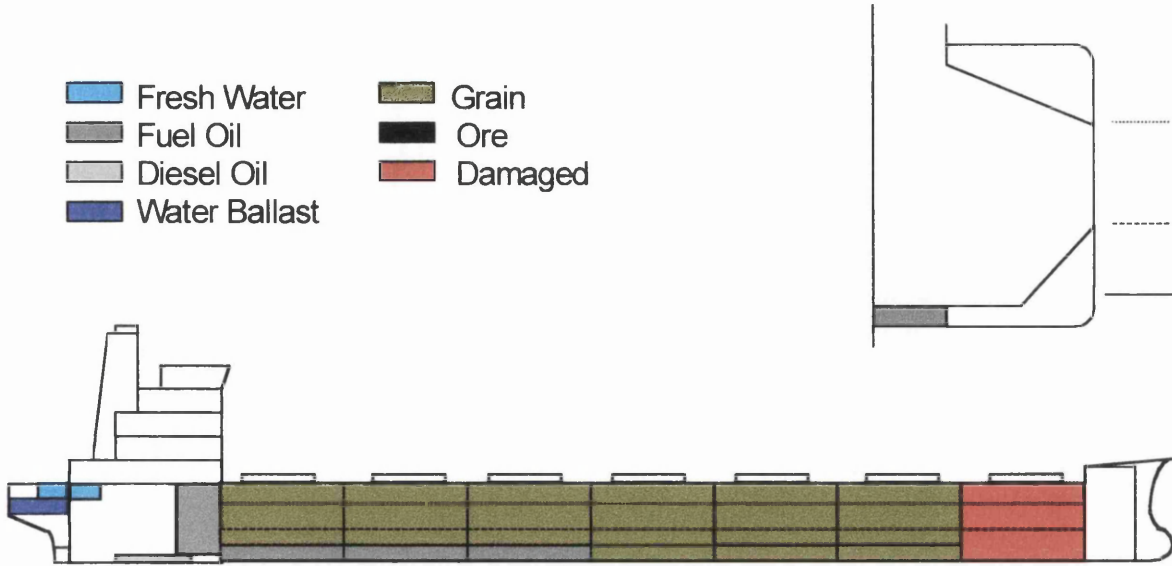 Fresh Water
Fuel Oil
Diesel Oil
Water Ballast
Grain
Ore
Damaged